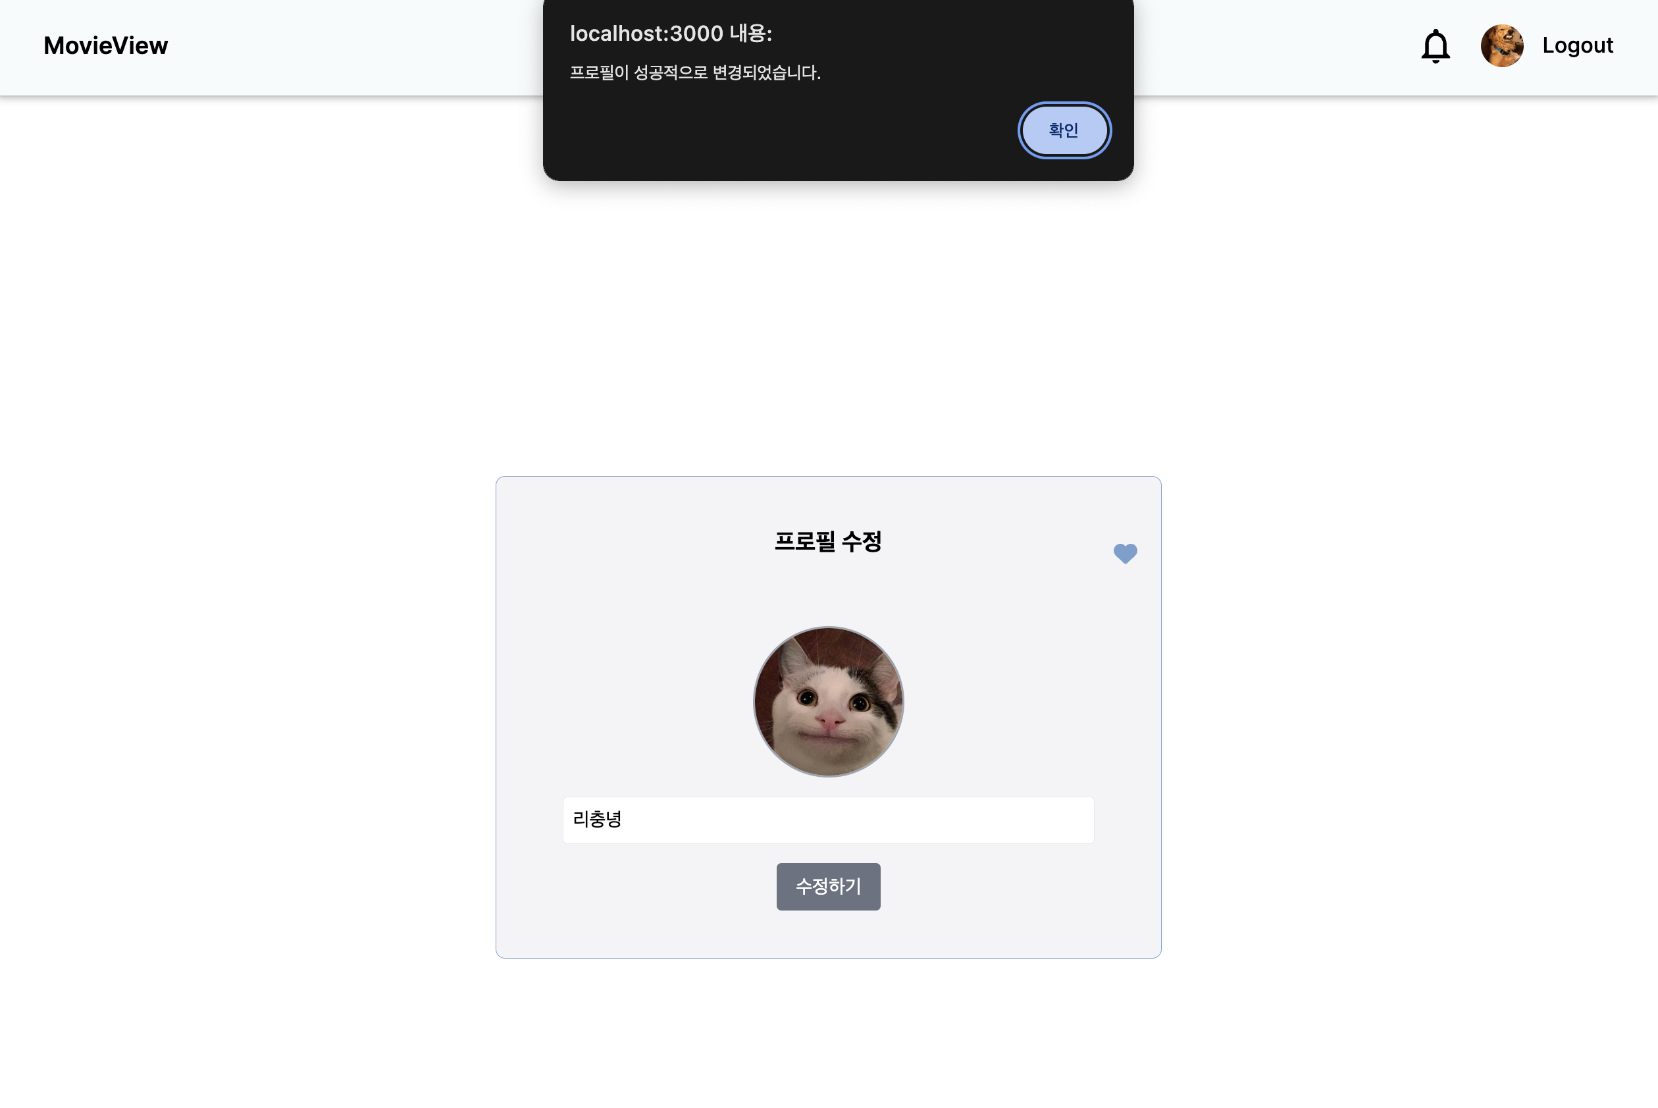 MovieView
localhost:3000 내용:
프로필이 성공적으로 변경되었습니다.
확인
Logout
프로필 수정
리충녕
수정하기